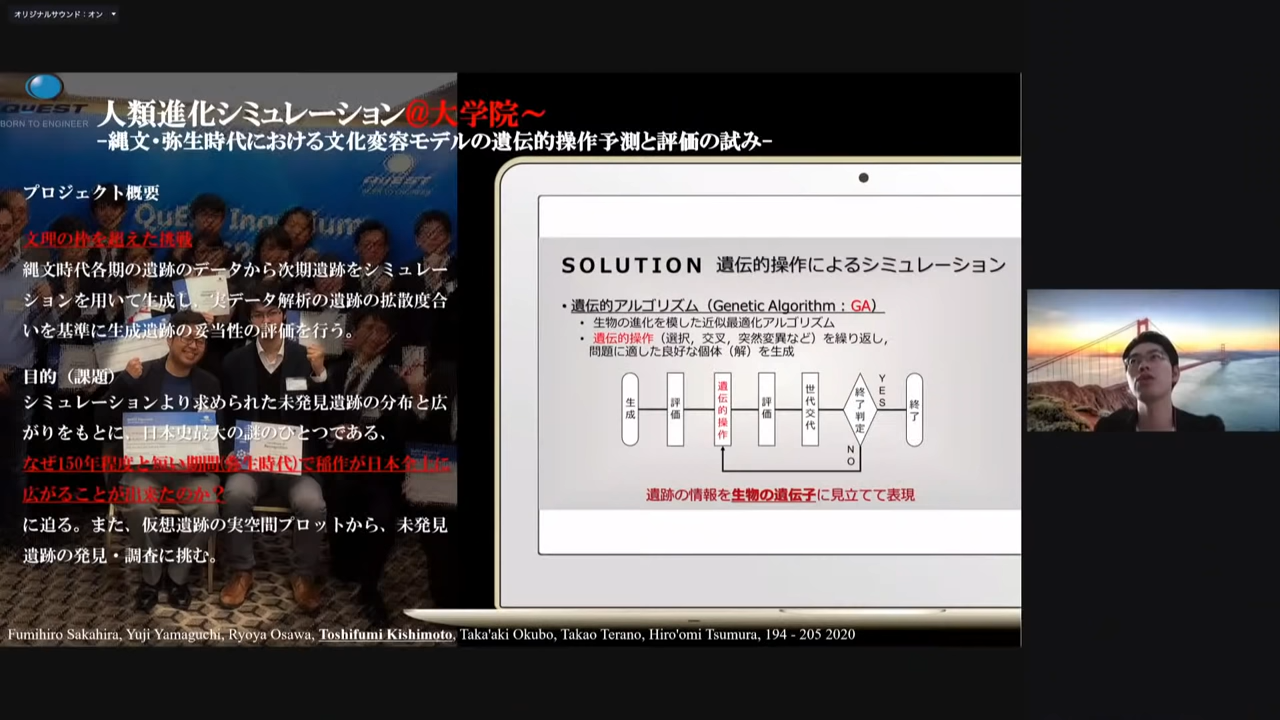 オリジナルサウンド：オン
QUEST
BORN TO ENGINEER
人類進化シミュレーション@大学院～
-縄文・弥生時代における文化変容モデルの遺伝的操作予測と評価の試み-
プロジェクト概要
文理の枠を超えた挑戦
縄文時代各期の遺跡のデータから次期遺跡をシミュレー
ションを用いて生成し、実データ解析の遺跡の拡散度合
いを基準に生成遺跡の妥当性の評価を行う。
目的（課題）
シミュレーションより求められた未発見遺跡の分布と広
がりをもとに、日本史最大の謎のひとつである、
なぜ150年程度と短い期間(弥生時代)で稲作が日本全土に
広がることが出来たのか？
に迫る。また、仮想遺跡の実空間プロットから、未発見
遺跡の発見・調査に挑む。
SOLUTION 遺伝的操作によるシミュレーション
・遺伝的アルゴリズム（Genetic Algorithm：GA）
・生物の進化を模した近似最適化アルゴリズム
・遺伝的操作（選択，交叉，突然変異など）を繰り返し，
問題に適した良好な個体（解）を生成
生成
評価
遺伝的操作
評価
世代交代
終了判定
YES
終了
NO
遺跡の情報を生物の遺伝子に見立てて表現
Fumihiro Sakahira, Yuji Yamaguchi, Ryoya Osawa, Toshifumi Kishimoto, Taka'aki Okubo, Takao Terano, Hiro'omi Tsumura, 194 - 205 2020